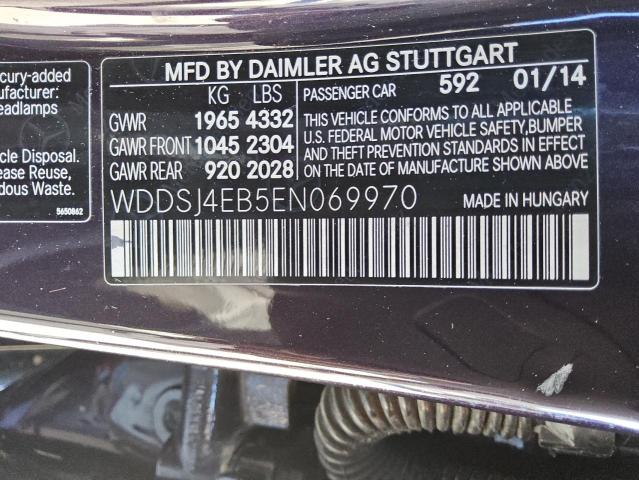 MFD BY DAIMLER AG STUTTGART
KG LBS
GVWR 1965 4332
GAWR FRONT 1045 2304
GAWR REAR 920 2028
PASSENGER CAR 592 01/14
THIS VEHICLE CONFORMS TO ALL APPLICABLE
U.S. FEDERAL MOTOR VEHICLE SAFETY,BUMPER
AND THEFT PREVENTION STANDARDS IN EFFECT
ON THE DATE OF MANUFACTURE SHOWN ABOVE
WDDSJ4EB5EN069970 MADE IN HUNGARY
cury-added
nufacturer:
eadlamps
cle Disposal.
ease Reuse,
dous Waste.
5650862